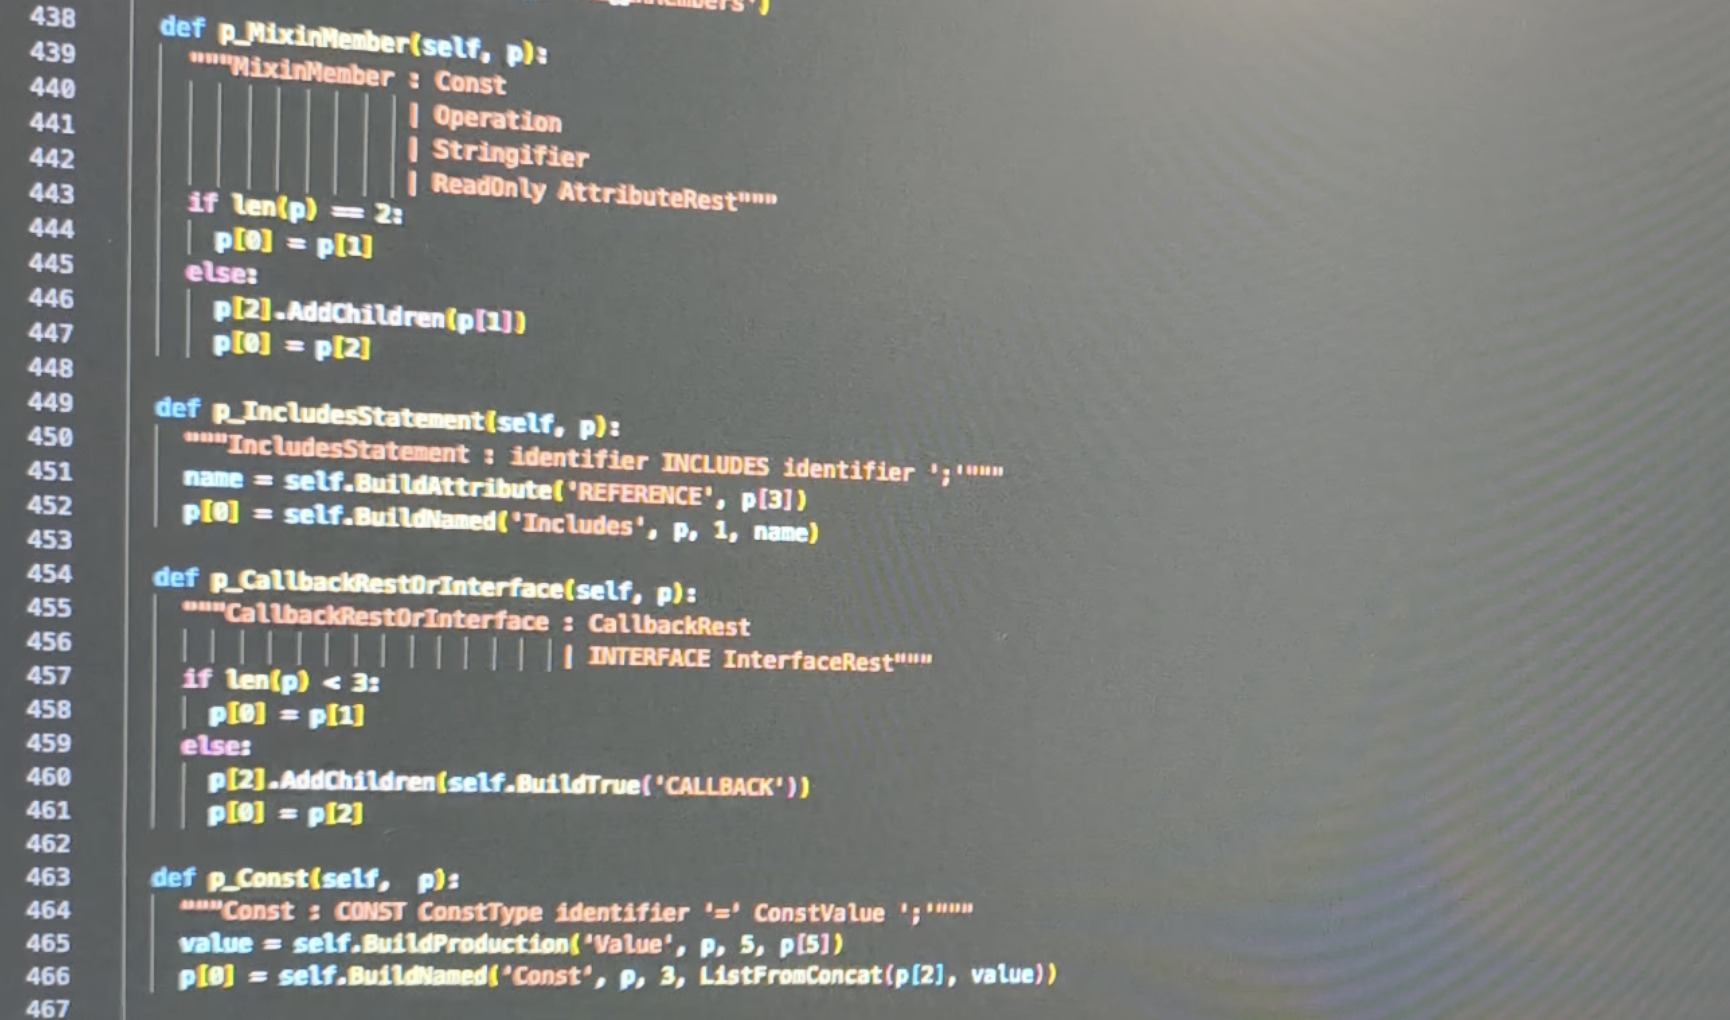 438
439 def p_MixinMember(self, p):
440 """MixinMember : Const
441 | Operation
442 | Stringifier
443 | ReadOnly AttributeRest"""
444 if len(p) == 2:
445 p[0] = p[1]
446 else:
447 p[2].AddChildren(p[1])
448 p[0] = p[2]
449
450 def p_IncludesStatement(self, p):
451 """IncludesStatement : identifier INCLUDES identifier ';'"""
452 name = self.BuildAttribute('REFERENCE', p[3])
453 p[0] = self.BuildNamed('Includes', p, 1, name)
454
455 def p_CallbackRestOrInterface(self, p):
456 """CallbackRestOrInterface : CallbackRest
457 | INTERFACE InterfaceRest"""
458 if len(p) < 3:
459 p[0] = p[1]
460 else:
461 p[2].AddChildren(self.BuildTrue('CALLBACK'))
462 p[0] = p[2]
463 def p_Const(self,  p):
464 """Const : CONST ConstType identifier '=' ConstValue ';'"""
465 value = self.BuildProduction('Value', p, 5, p[5])
466 p[0] = self.BuildNamed('Const', p, 3, ListFromConcat(p[2], value))
467